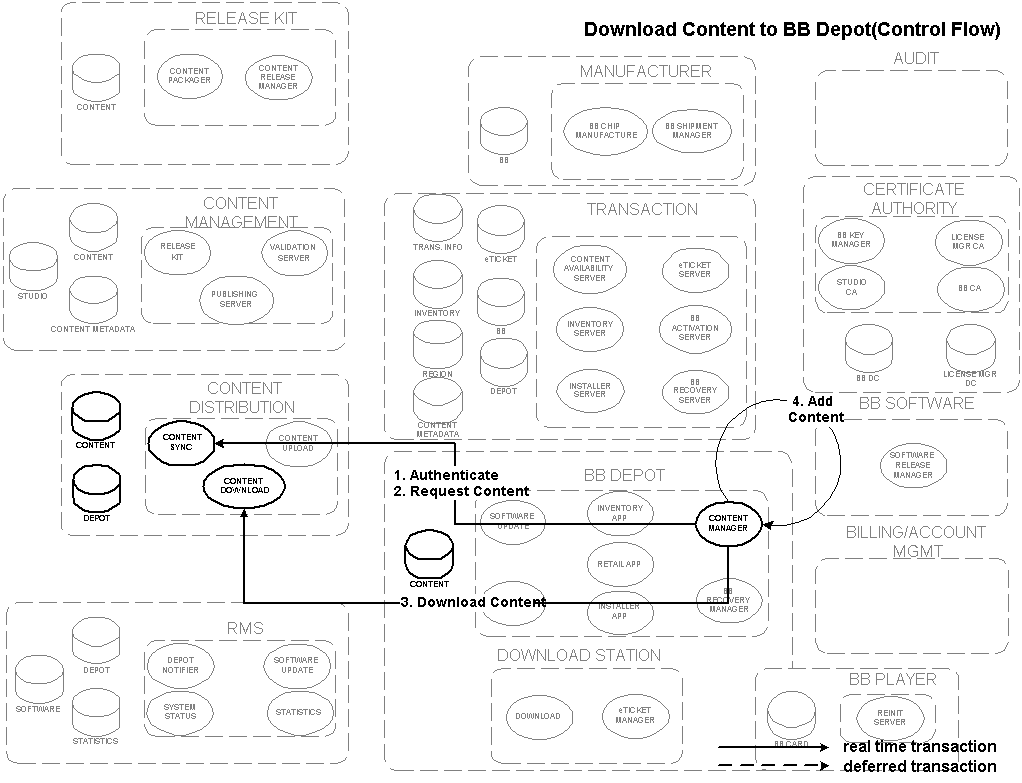 Download Content to BB Depot(Control Flow)
RELEASE KIT
CONTENT
CONTENT
PACKAGER
CONTENT
RELEASE
MANAGER
MANUFACTURER
BB
BB CHIP
MANUFACTURE
BB SHIPMENT
MANAGER
AUDIT
CONTENT
MANAGEMENT
STUDIO
CONTENT
CONTENT METADATA
RELEASE
KIT
VALIDATION
SERVER
PUBLISHING
SERVER
TRANSACTION
TRANS. INFO
eTICKET
INVENTORY
BB
REGION
DEPOT
CONTENT
METADATA
CONTENT
AVAILABILITY
SERVER
eTICKET
SERVER
INVENTORY
SERVER
BB
ACTIVATION
SERVER
INSTALLER
SERVER
BB
RECOVERY
SERVER
CERTIFICATE
AUTHORITY
BB KEY
MANAGER
LICENSE
MGR CA
STUDIO
CA
BB CA
BB DC
LICENSE MGR
DC
CONTENT
DISTRIBUTION
CONTENT
DEPOT
CONTENT
SYNC
CONTENT
UPLOAD
CONTENT
DOWNLOAD
1. Authenticate
2. Request Content
3. Download Content
4. Add
Content
BB DEPOT
CONTENT
SOFTWARE
UPDATE
INVENTORY
APP
CONTENT
MANAGER
RETAIL APP
INSTALLER
APP
BB
RECOVERY
MANAGER
BB SOFTWARE
SOFTWARE
RELEASE
MANAGER
BILLING/ACCOUNT
MGMT
RMS
SOFTWARE
DEPOT
STATISTICS
DEPOT
NOTIFIER
SOFTWARE
UPDATE
SYSTEM
STATUS
STATISTICS
DOWNLOAD STATION
DOWNLOAD
eTICKET
MANAGER
BB PLAYER
BB CARD
REINIT
SERVER
real time transaction
deferred transaction